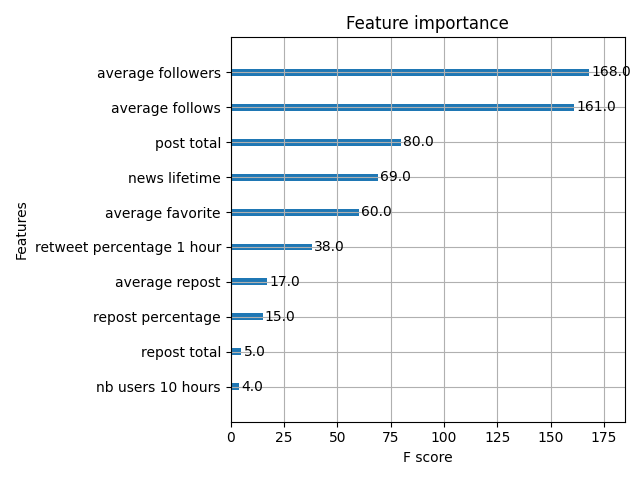 Feature importance
average followers 168.0
average follows 161.0
post total 80.0
news lifetime 69.0
average favorite 60.0
retweet percentage 1 hour 38.0
average repost 17.0
repost percentage 15.0
repost total 5.0
nb users 10 hours 4.0
Features
0 25 50 75 100 125 150 175
F score